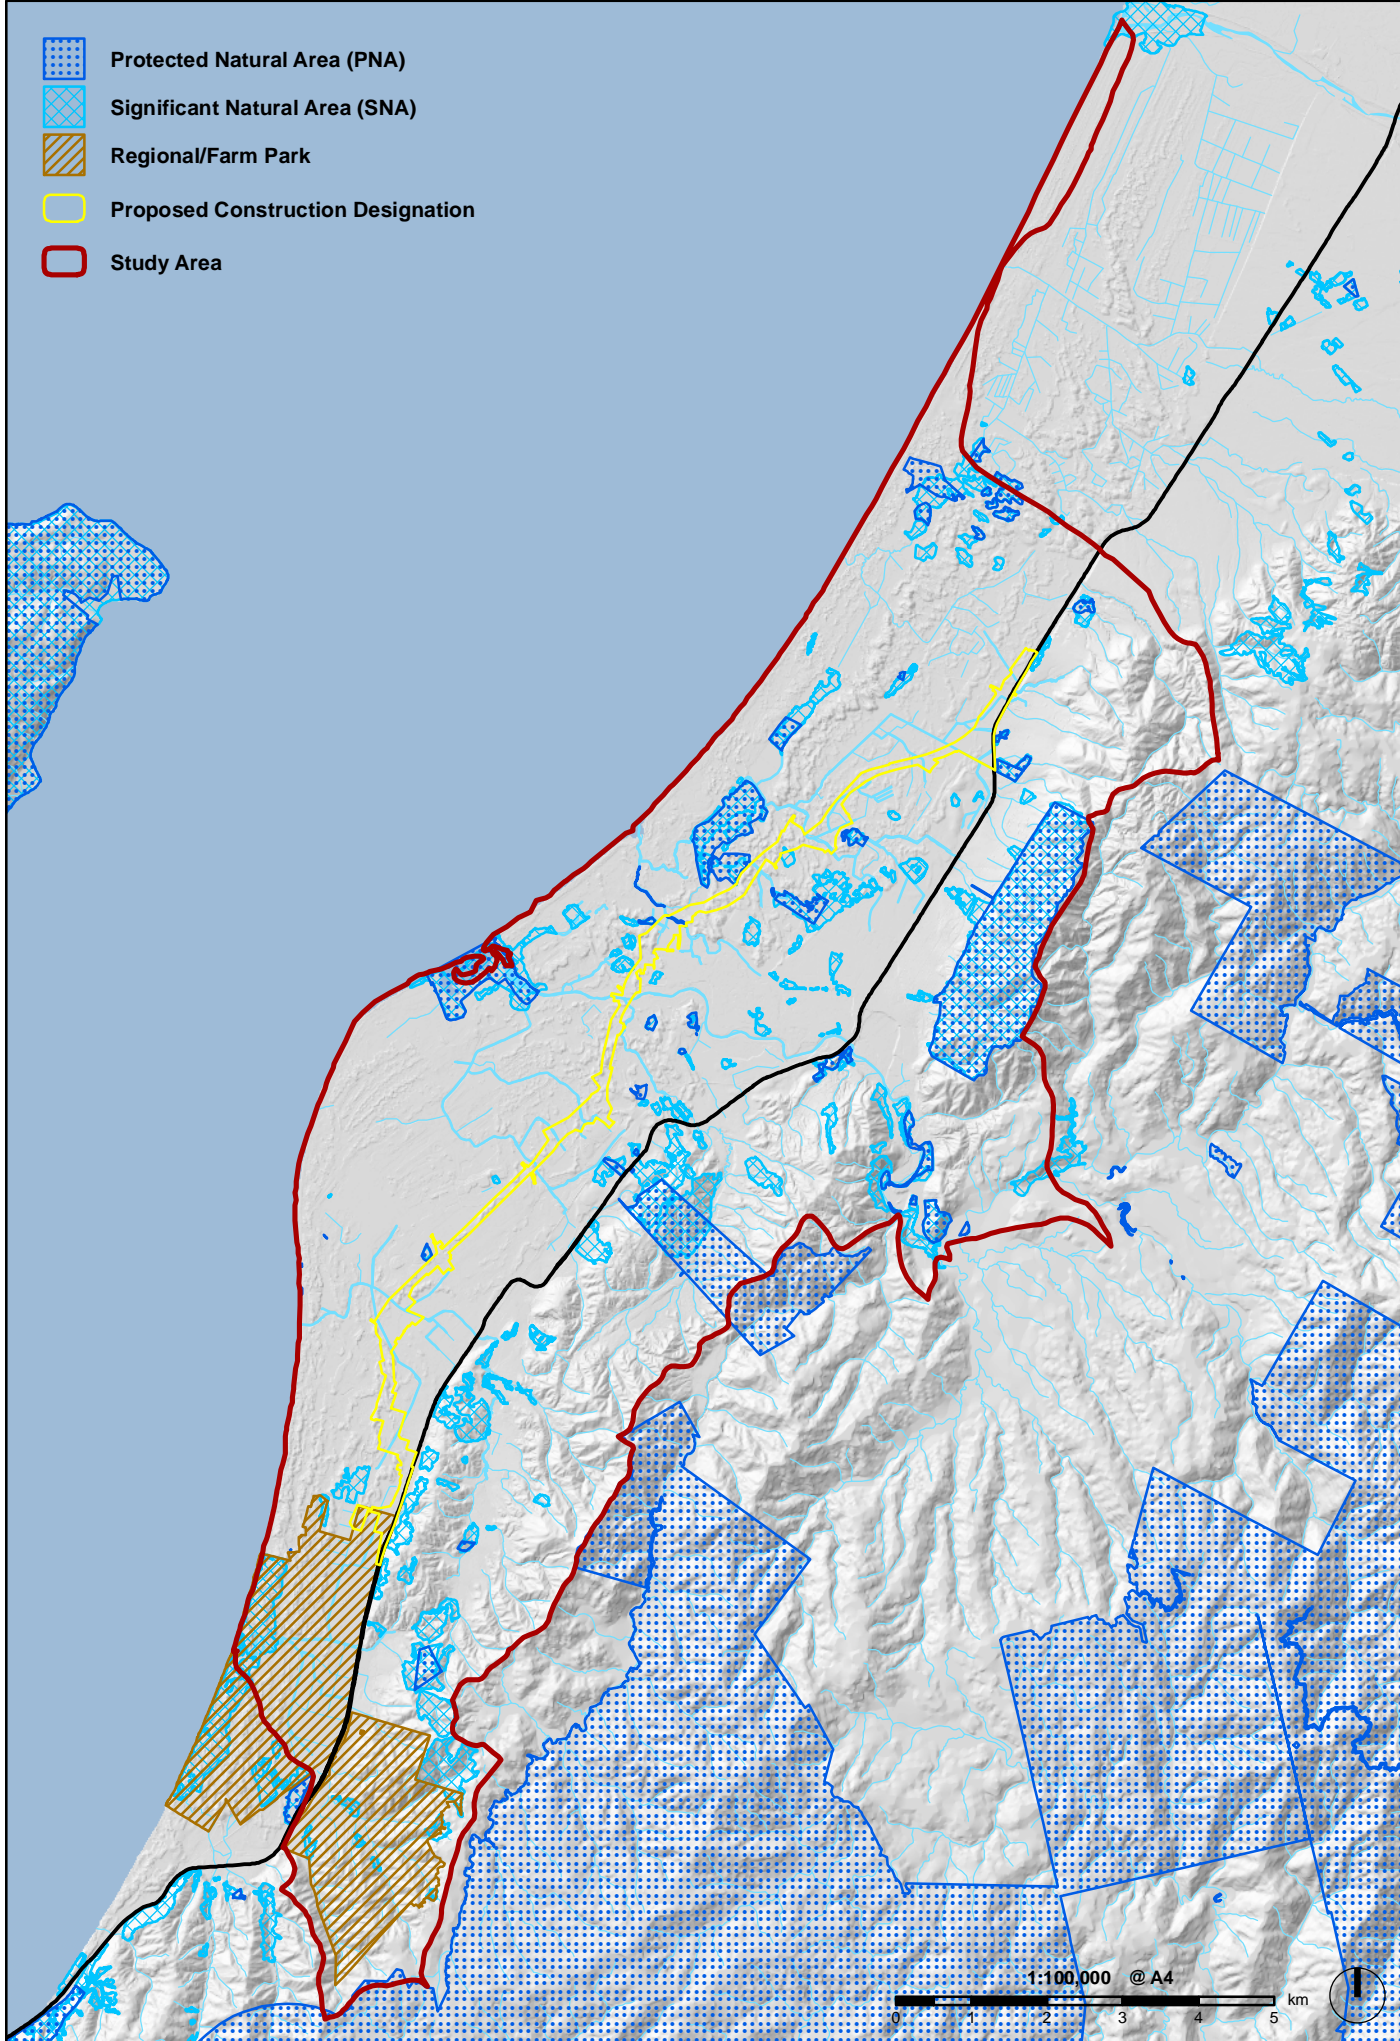 Protected Natural Area (PNA)
Significant Natural Area (SNA)
Regional/Farm Park
Proposed Construction Designation
Study Area
1:100,000 @ A4
km
0 1 2 3 4 5